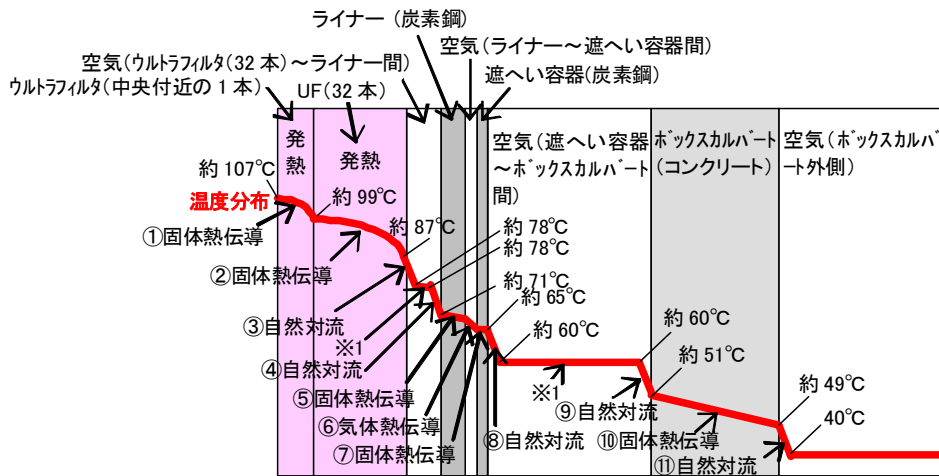 ライナー (炭素鋼)
空気(ライナー～遮へい容器間)
空気(ウルトラフィルタ(32 本)～ライナー間)
遮へい容器(炭素鋼)
ウルトラフィルタ(中央付近の 1 本)
UF(32 本)
発熱
発熱
空気(遮へい容器
～ボックスカルバート
間)
ボックスカルバート
(コンクリート)
空気(ボックスカルバ
ート外側)
約 107℃
温度分布
約 99℃
約 87℃
約 78℃
約 78℃
約 71℃
約 65℃
約 60℃
約 60℃
約 51℃
約 49℃
40℃
①固体熱伝導
②固体熱伝導
③自然対流
※1
④自然対流
⑤固体熱伝導
⑥気体熱伝導
⑦固体熱伝導
⑧自然対流
※1
⑨自然対流
⑩固体熱伝導
⑪自然対流